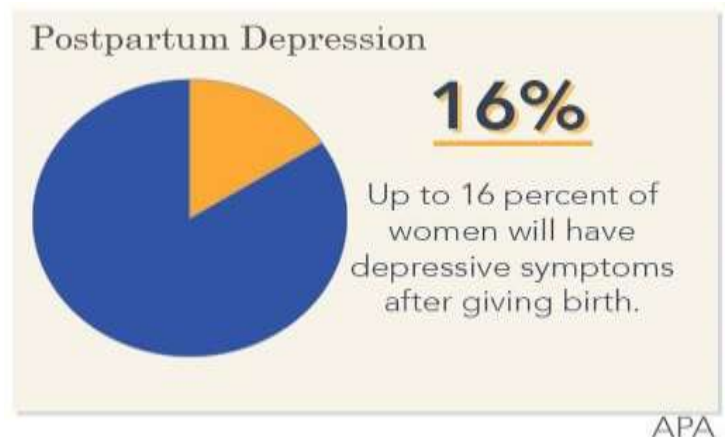 Postpartum Depression
16%
Up to 16 percent of
women will have
depressive symptoms
after giving birth.
APA